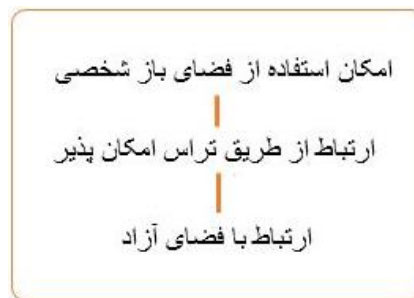 امکان استفاده از فضای باز شخصی
ارتباط از طریق تراس امکان پذیر
ارتباط با فضای آزاد